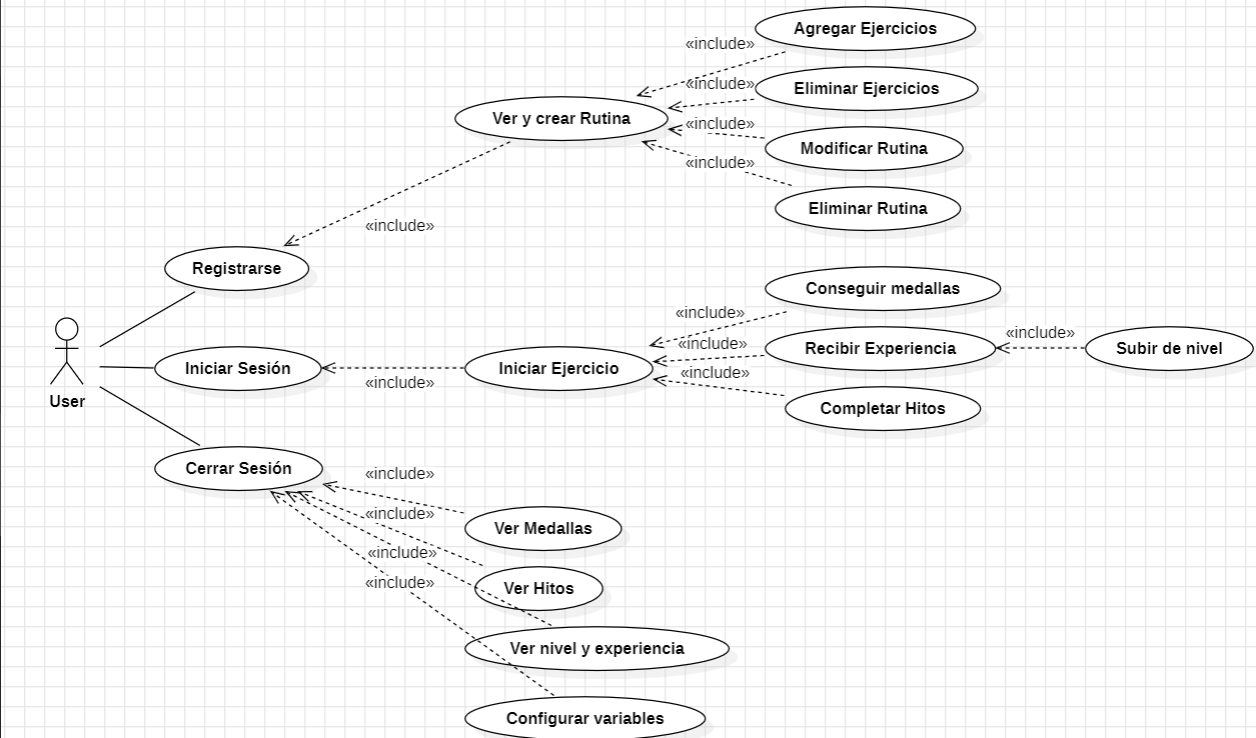 Agregar Ejercicios
«include»
Eliminar Ejercicios
«include»
Ver y crear Rutina
«include»
Modificar Rutina
«include»
Eliminar Rutina
«include»
Registrarse
Conseguir medallas
«include»
Recibir Experiencia
«include»
«include»
Subir de nivel
Iniciar Sesión
«include»
Iniciar Ejercicio
«include»
Completar Hitos
User
Cerrar Sesión
«include»
Ver Medallas
«include»
«include»
Ver Hitos
«include»
Ver nivel y experiencia
Configurar variables